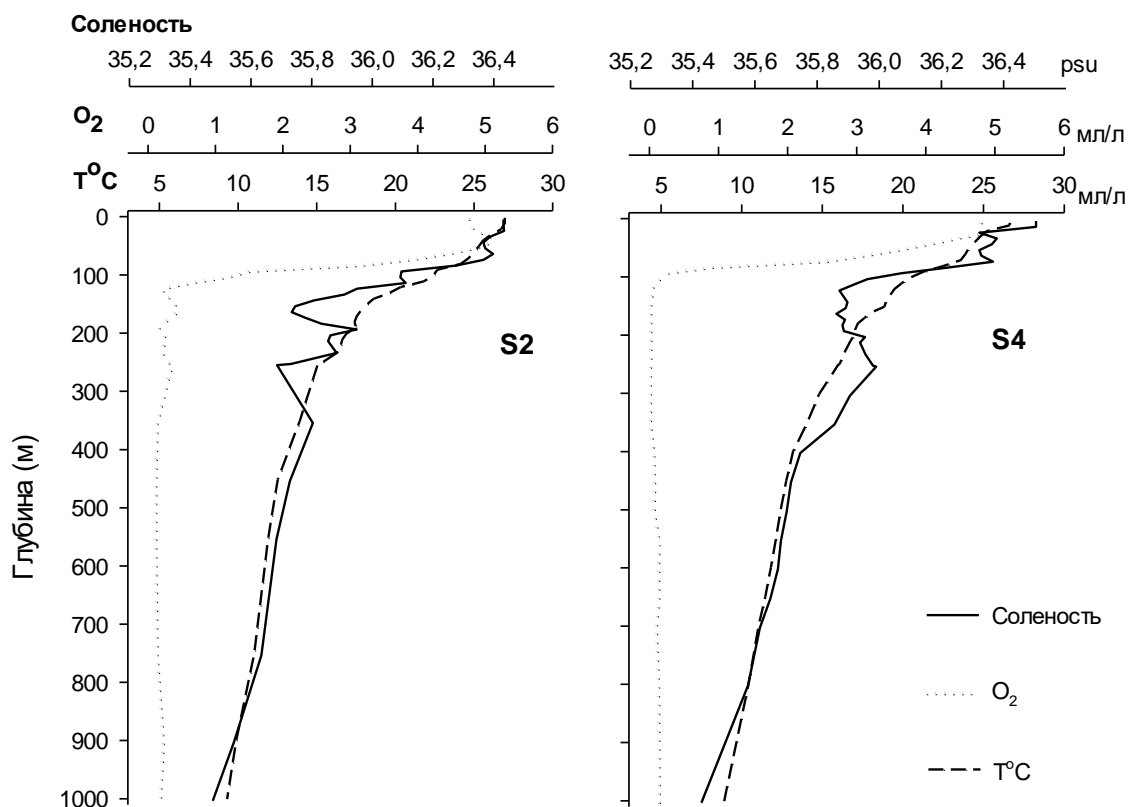 Соленость
35,2 35,4 35,6 35,8 36,0 36,2 36,4
35,2 35,4 35,6 35,8 36,0 36,2 36,4 psu
O2 0 1 2 3 4 5 6
0 1 2 3 4 5 6 мл/л
T°C 5 10 15 20 25 30
5 10 15 20 25 30 мл/л
0
100
200
S2
S4
300
400
500
600
700
800
900
1000
Глубина (м)
Соленость
O2
T°C